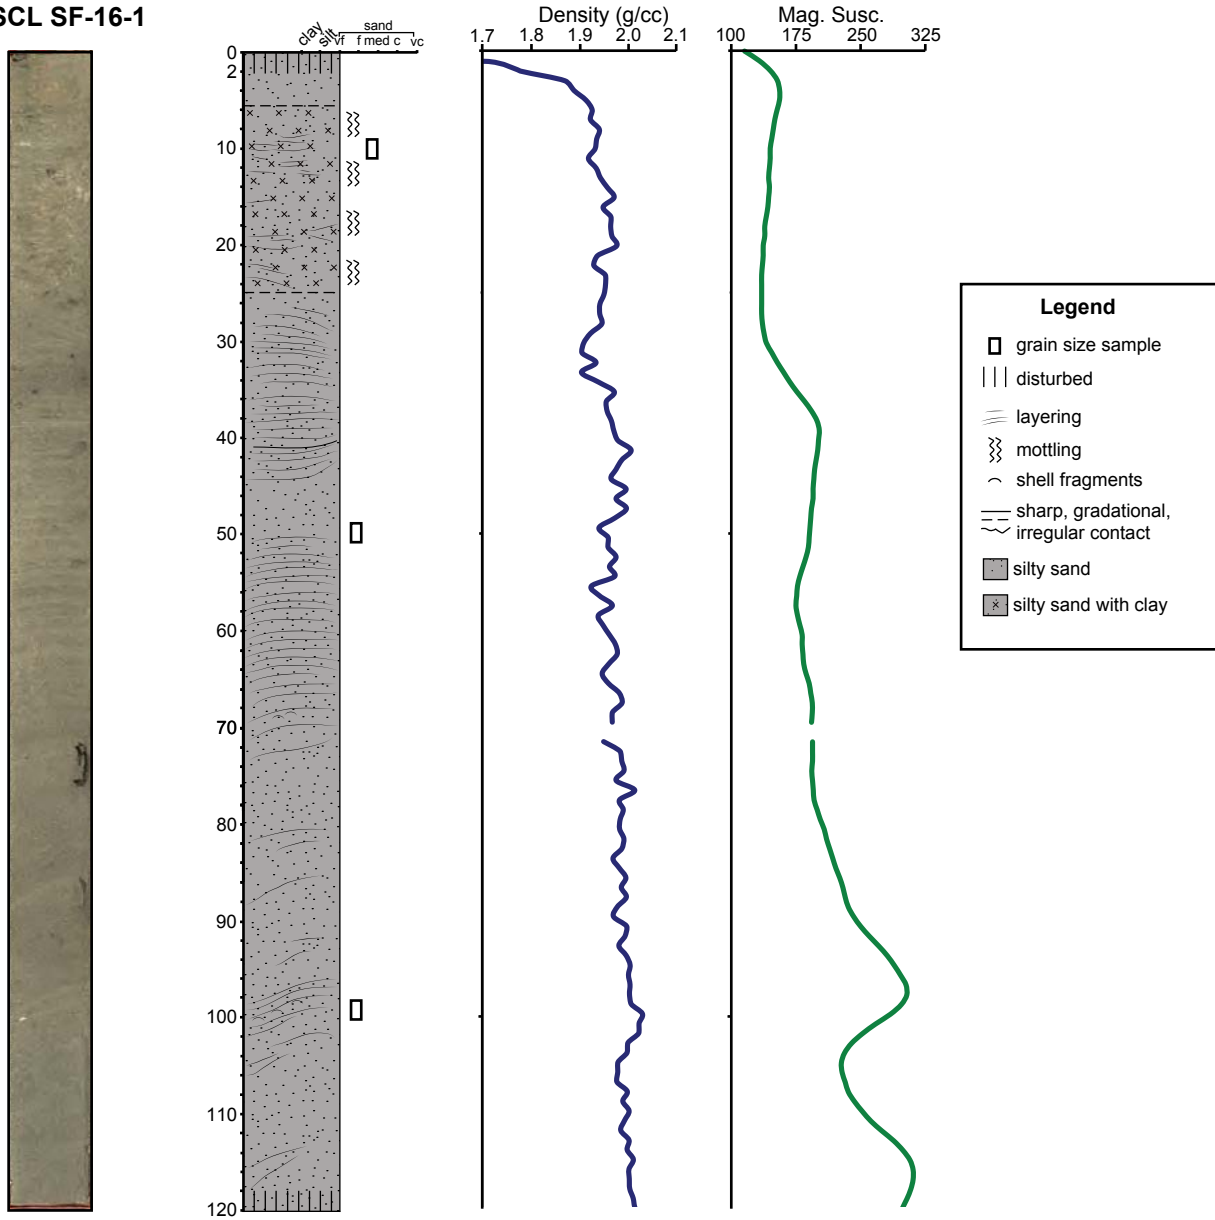 SCL SF-16-1
Density (g/cc)
Mag. Susc.
sand
clay silt vf f med c vc
1.7 1.8 1.9 2.0 2.1
100 175 250 325
0
2
10
20
30
40
50
60
70
80
90
100
110
120
Legend
grain size sample
disturbed
layering
mottling
shell fragments
sharp, gradational,
irregular contact
silty sand
silty sand with clay